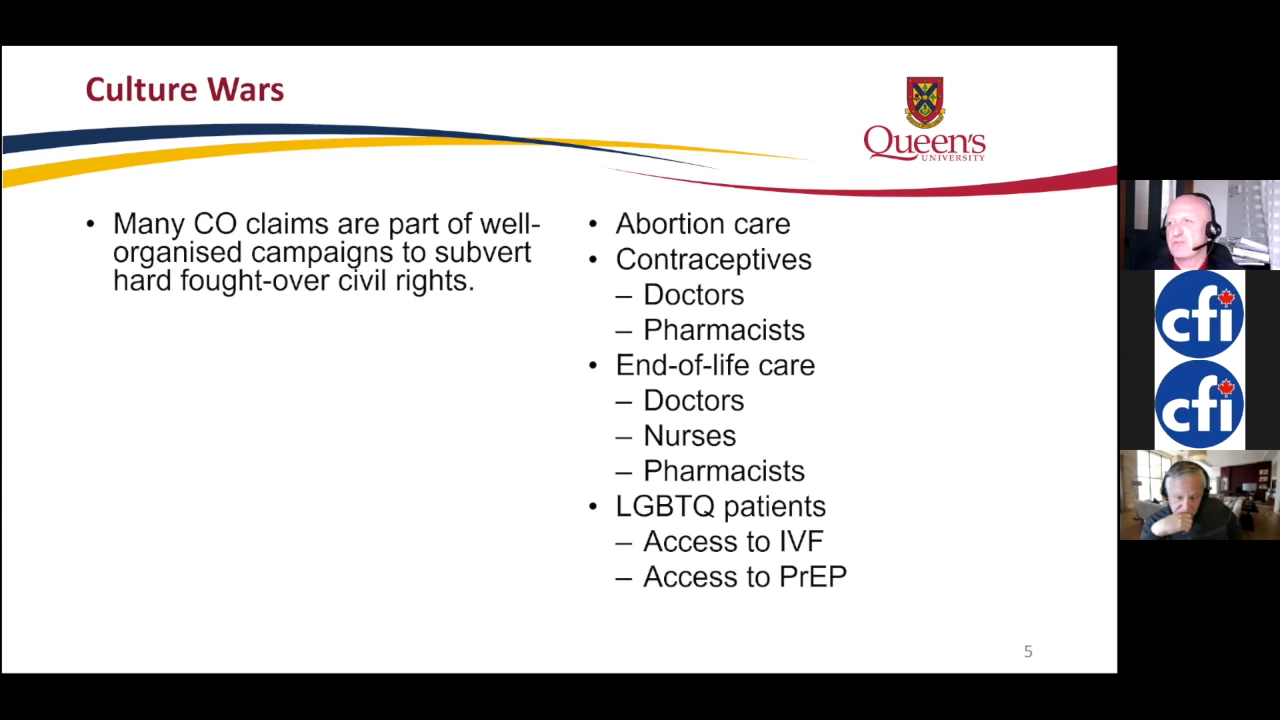 Culture Wars
Queen's
UNIVERSITY
• Many CO claims are part of well-
organised campaigns to subvert
hard fought-over civil rights.
• Abortion care
• Contraceptives
– Doctors
– Pharmacists
• End-of-life care
– Doctors
– Nurses
– Pharmacists
• LGBTQ patients
– Access to IVF
– Access to PrEP
5
cfi
cfi